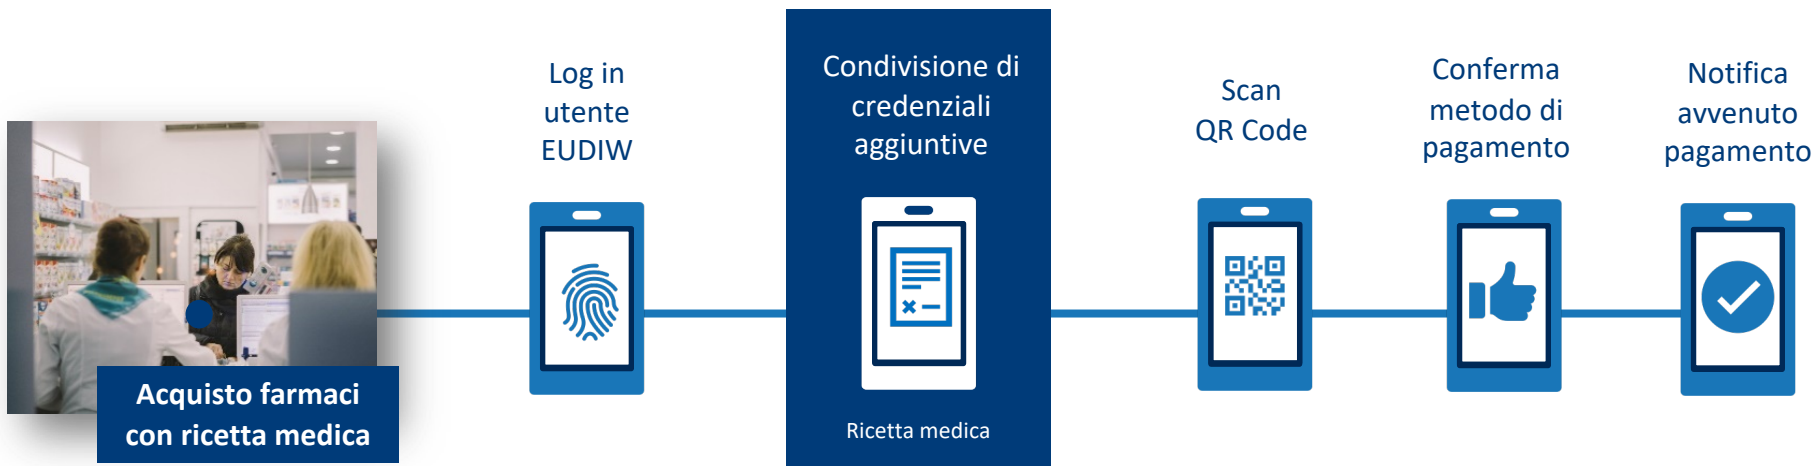 Acquisto farmaci
con ricetta medica
Log in
utente
EUDIW
Condivisione di
credenziali
aggiuntive
Ricetta medica
Scan
QR Code
Conferma
metodo di
pagamento
Notifica
avvenuto
pagamento